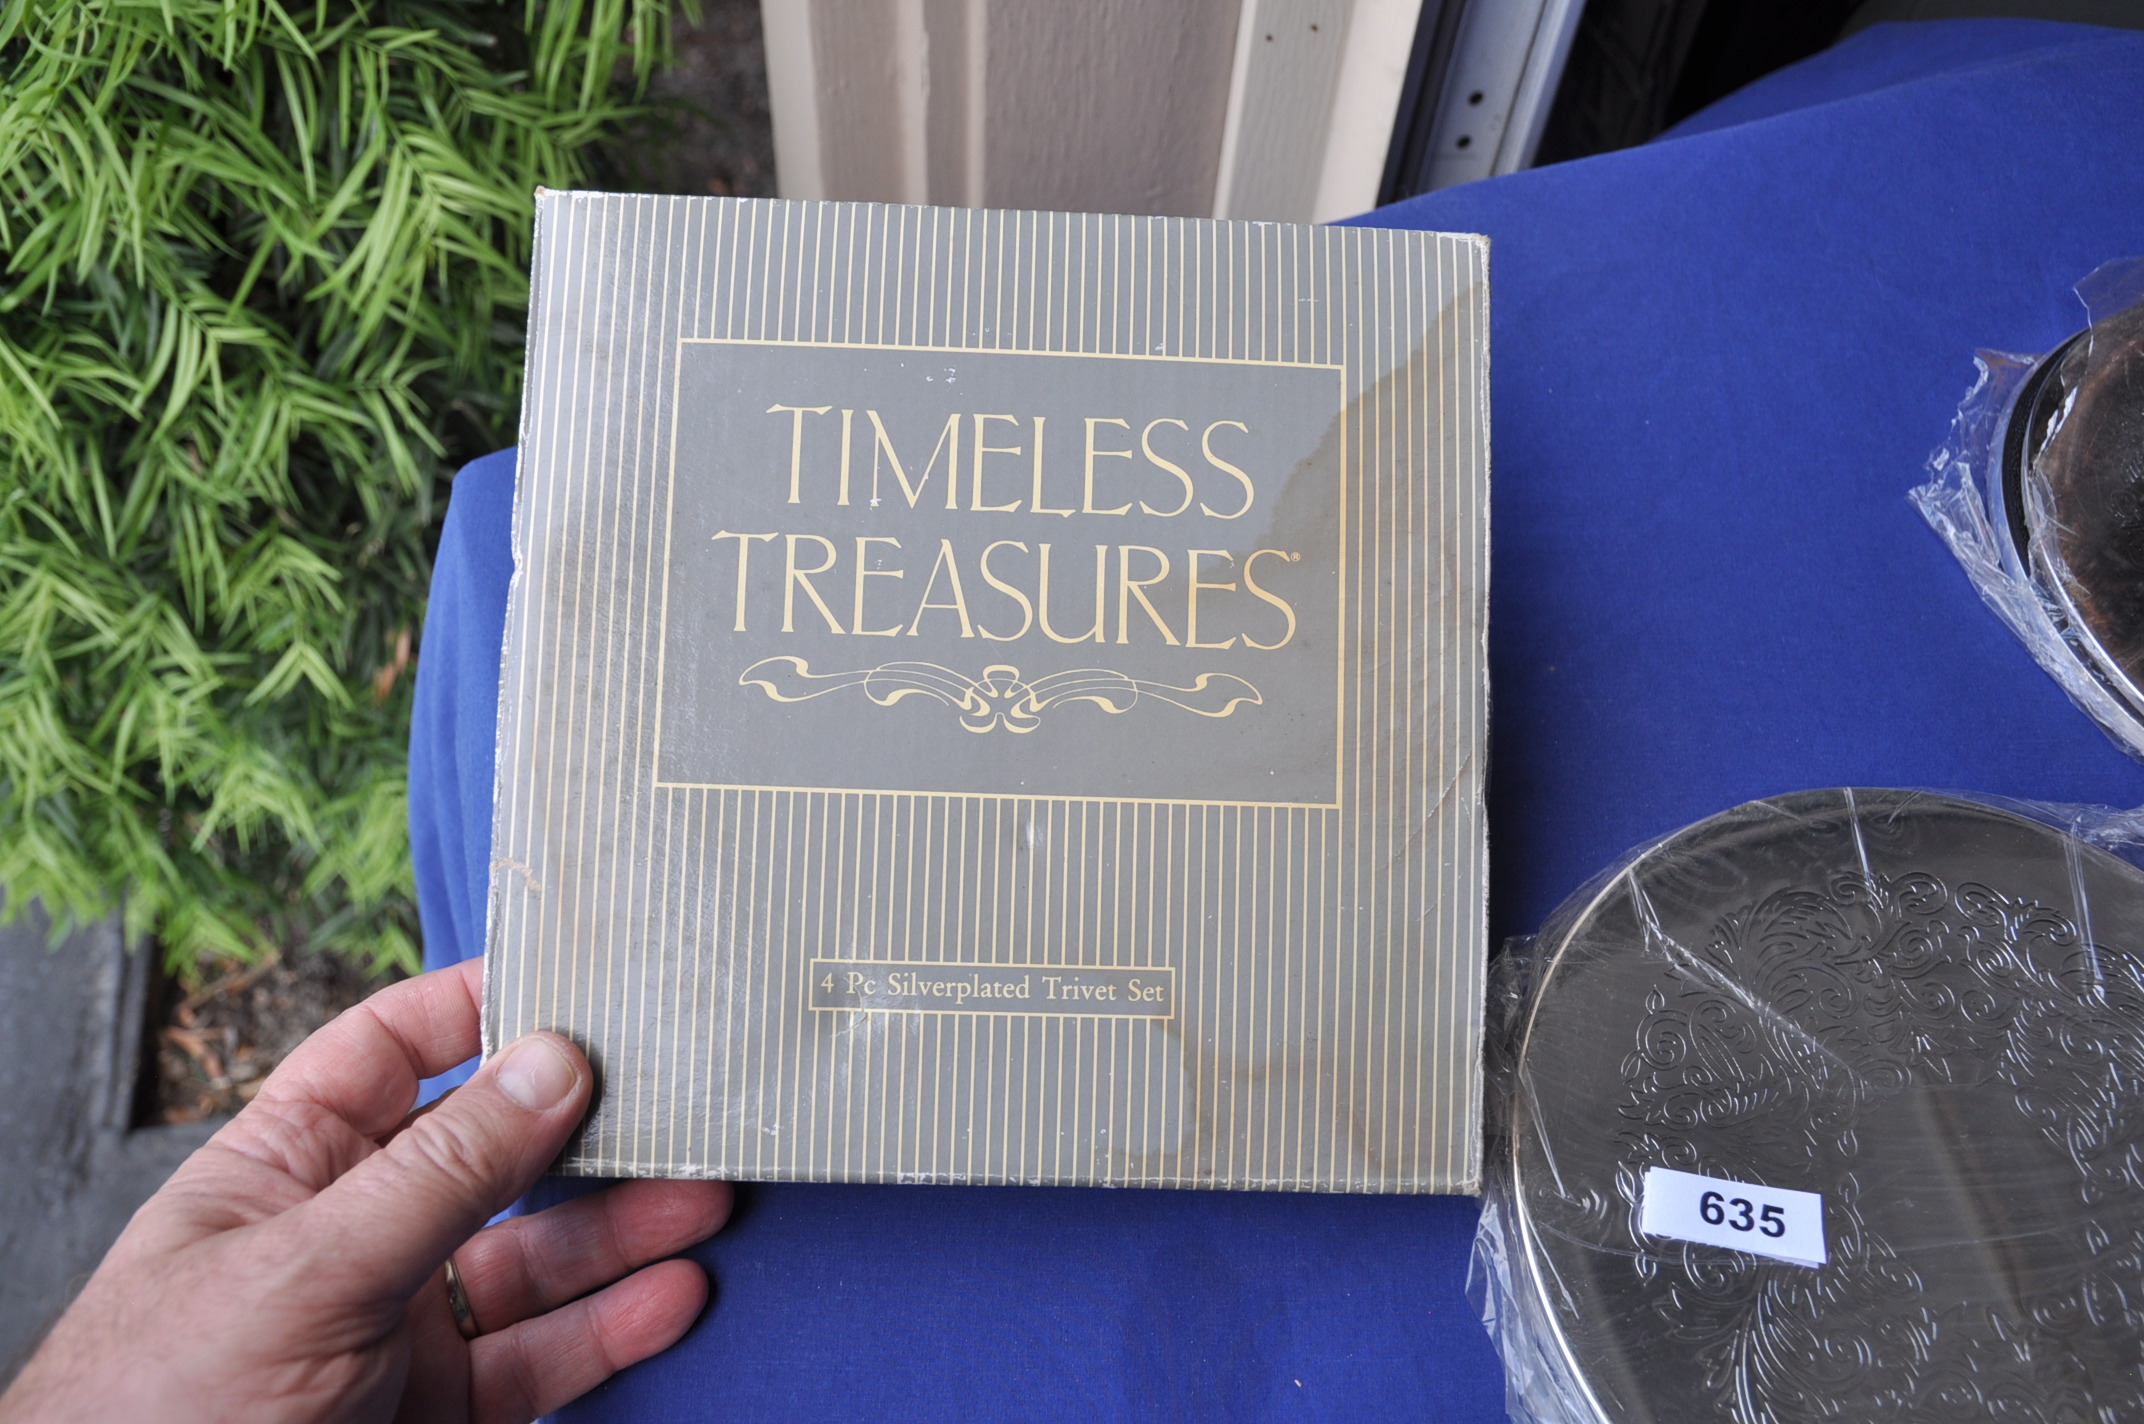 TIMELESS
TREASURES®
4 Pc Silverplated Trivet Set
635